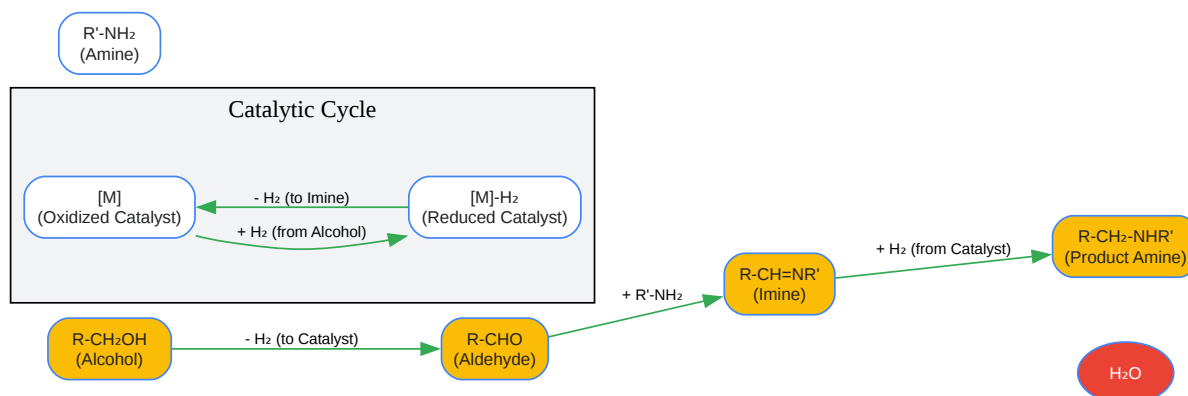 R'-NH₂
(Amine)
Catalytic Cycle
[M]
(Oxidized Catalyst)
- H₂ (to Imine)
+ H₂ (from Alcohol)
[M]-H₂
(Reduced Catalyst)
R-CH₂OH
(Alcohol)
- H₂ (to Catalyst)
R-CHO
(Aldehyde)
+ R'-NH₂
R-CH=NR'
(Imine)
+ H₂ (from Catalyst)
R-CH₂-NHR'
(Product Amine)
H₂O